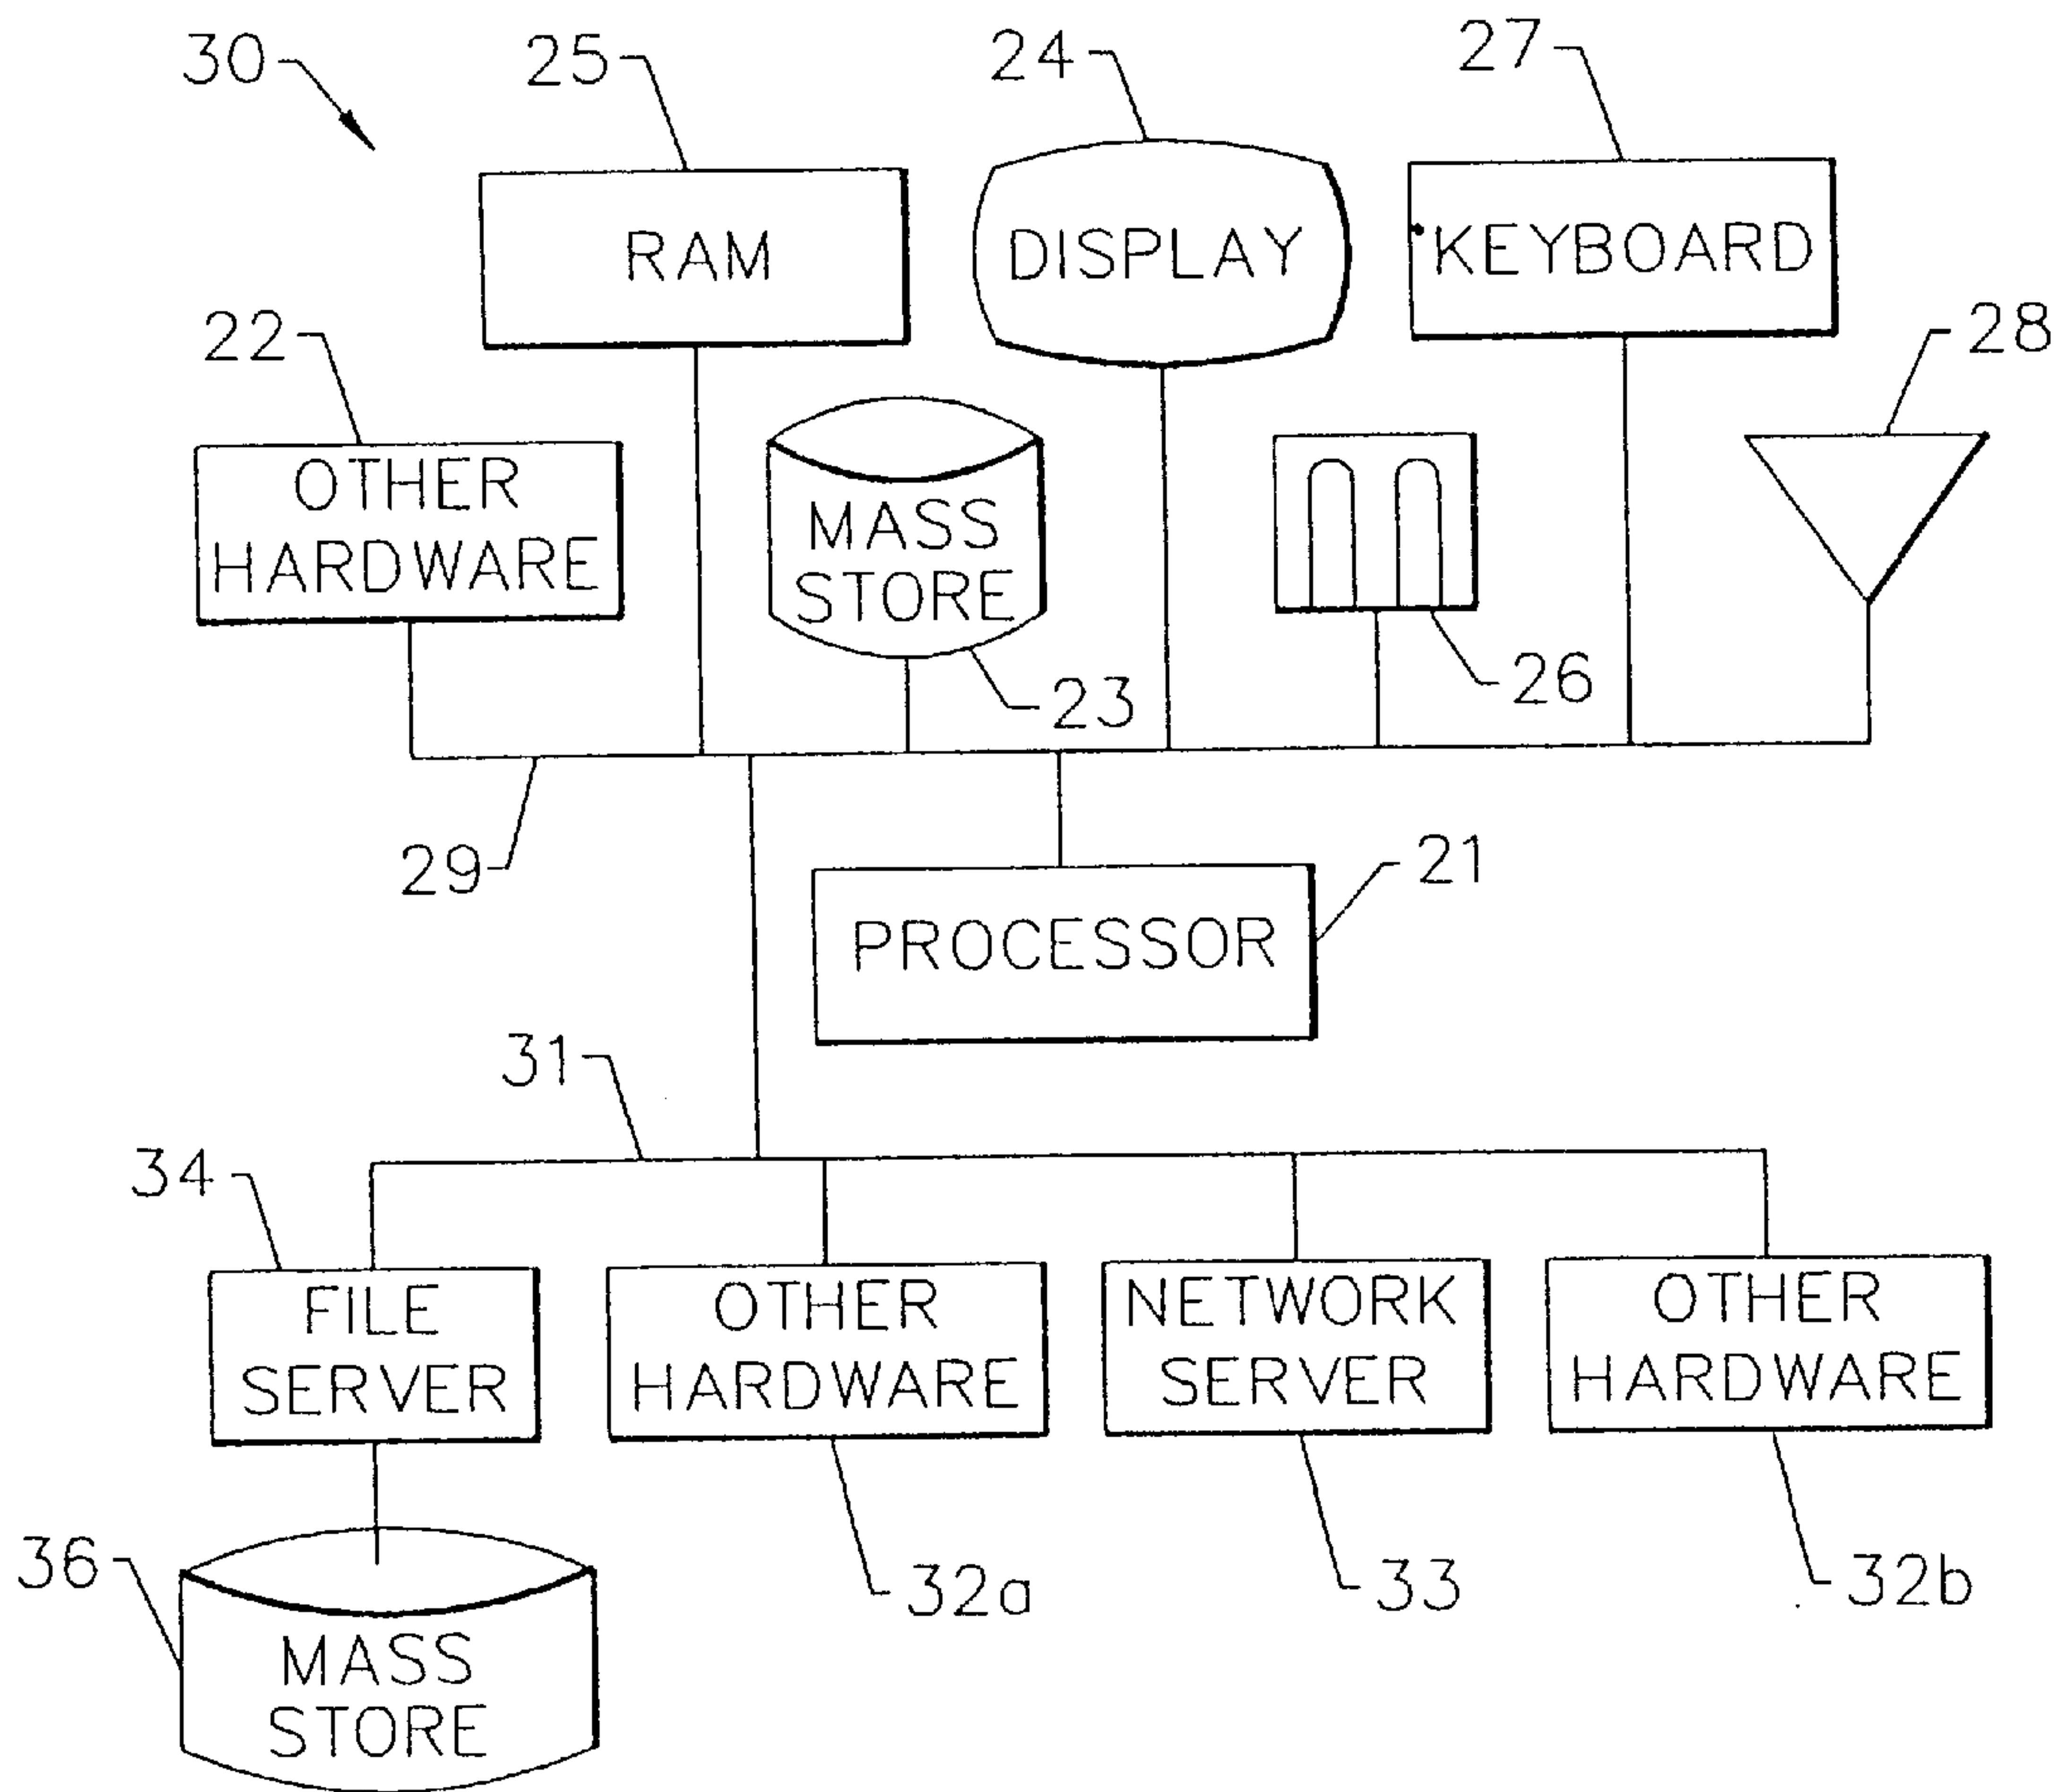 30
25
24
27
RAM
DISPLAY
KEYBOARD
22
28
OTHER
HARDWARE
MASS
STORE
23
26
29
21
PROCESSOR
31
34
FILE
SERVER
OTHER
HARDWARE
NETWORK
SERVER
OTHER
HARDWARE
36
32a
33
32b
MASS
STORE